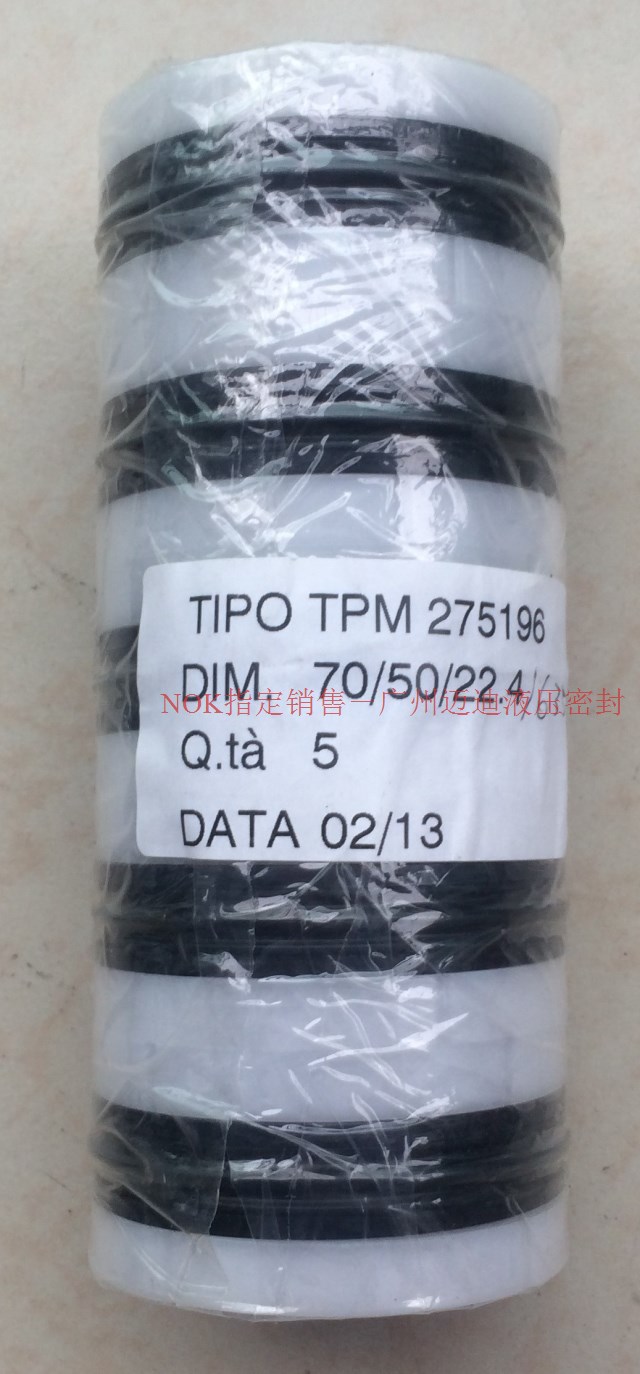 TIPO TPM 275196
DIM. 70/50/22.4/6
NOK指定销售-广州迈迪液压密封
Q.tà 5
DATA 02/13